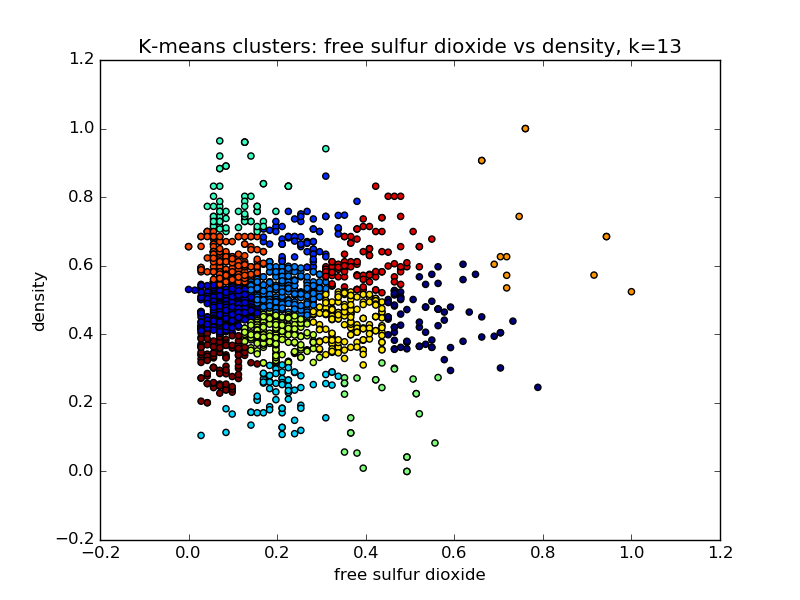 K-means clusters: free sulfur dioxide vs density, k=13
1.2
1.0
0.8
0.6
0.4
0.2
0.0
−0.2
density
−0.2 0.0 0.2 0.4 0.6 0.8 1.0 1.2
free sulfur dioxide